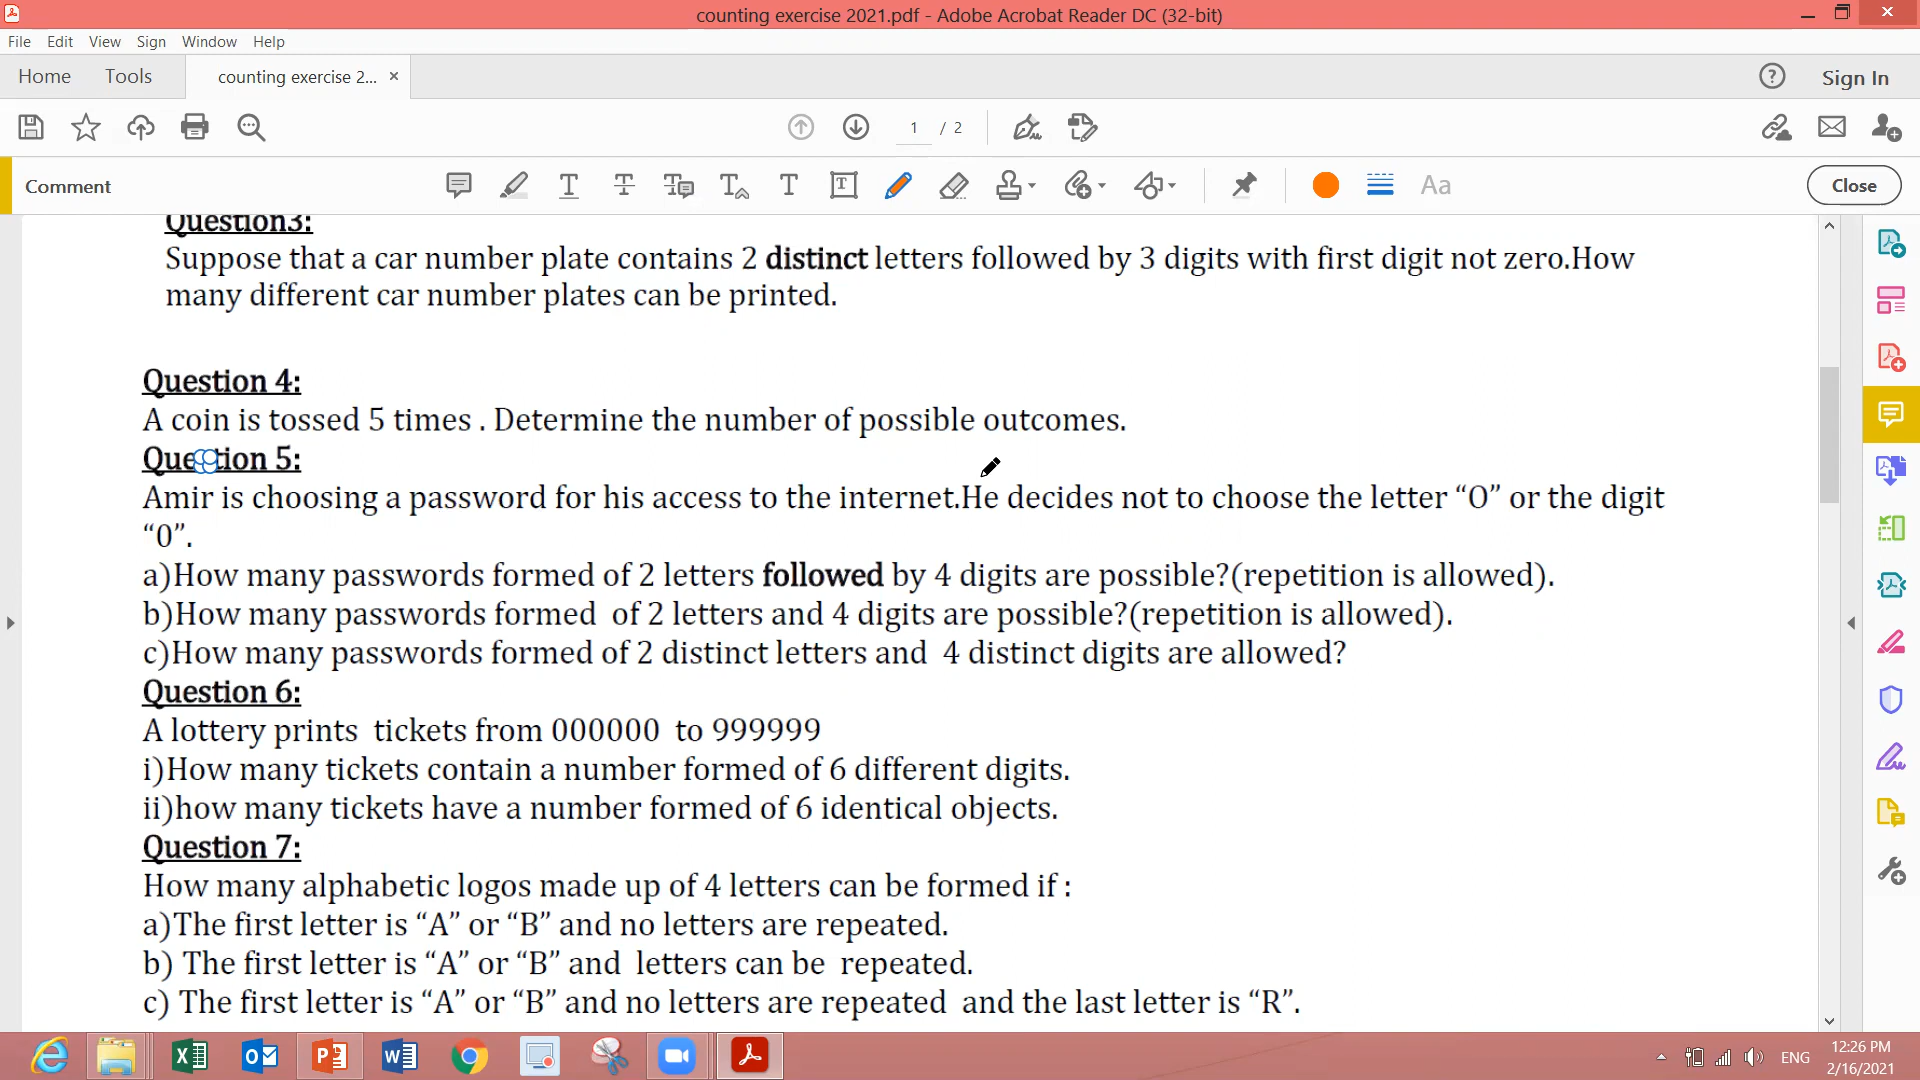 counting exercise 2021.pdf - Adobe Acrobat Reader DC (32-bit)
File Edit View Sign Window Help
Home Tools counting exercise 2... × Sign In
1 / 2
Comment Aa Close
Question3:
Suppose that a car number plate contains 2 distinct letters followed by 3 digits with first digit not zero.How
many different car number plates can be printed.
Question 4:
A coin is tossed 5 times . Determine the number of possible outcomes.
Question 5:
Amir is choosing a password for his access to the internet.He decides not to choose the letter “O” or the digit
“0”.
a)How many passwords formed of 2 letters followed by 4 digits are possible?(repetition is allowed).
b)How many passwords formed  of 2 letters and 4 digits are possible?(repetition is allowed).
c)How many passwords formed of 2 distinct letters and  4 distinct digits are allowed?
Question 6:
A lottery prints  tickets from 000000  to 999999
i)How many tickets contain a number formed of 6 different digits.
ii)how many tickets have a number formed of 6 identical objects.
Question 7:
How many alphabetic logos made up of 4 letters can be formed if :
a)The first letter is “A” or “B” and no letters are repeated.
b) The first letter is “A” or “B” and  letters can be  repeated.
c) The first letter is “A” or “B” and no letters are repeated  and the last letter is “R”.
12:26 PM
ENG
2/16/2021